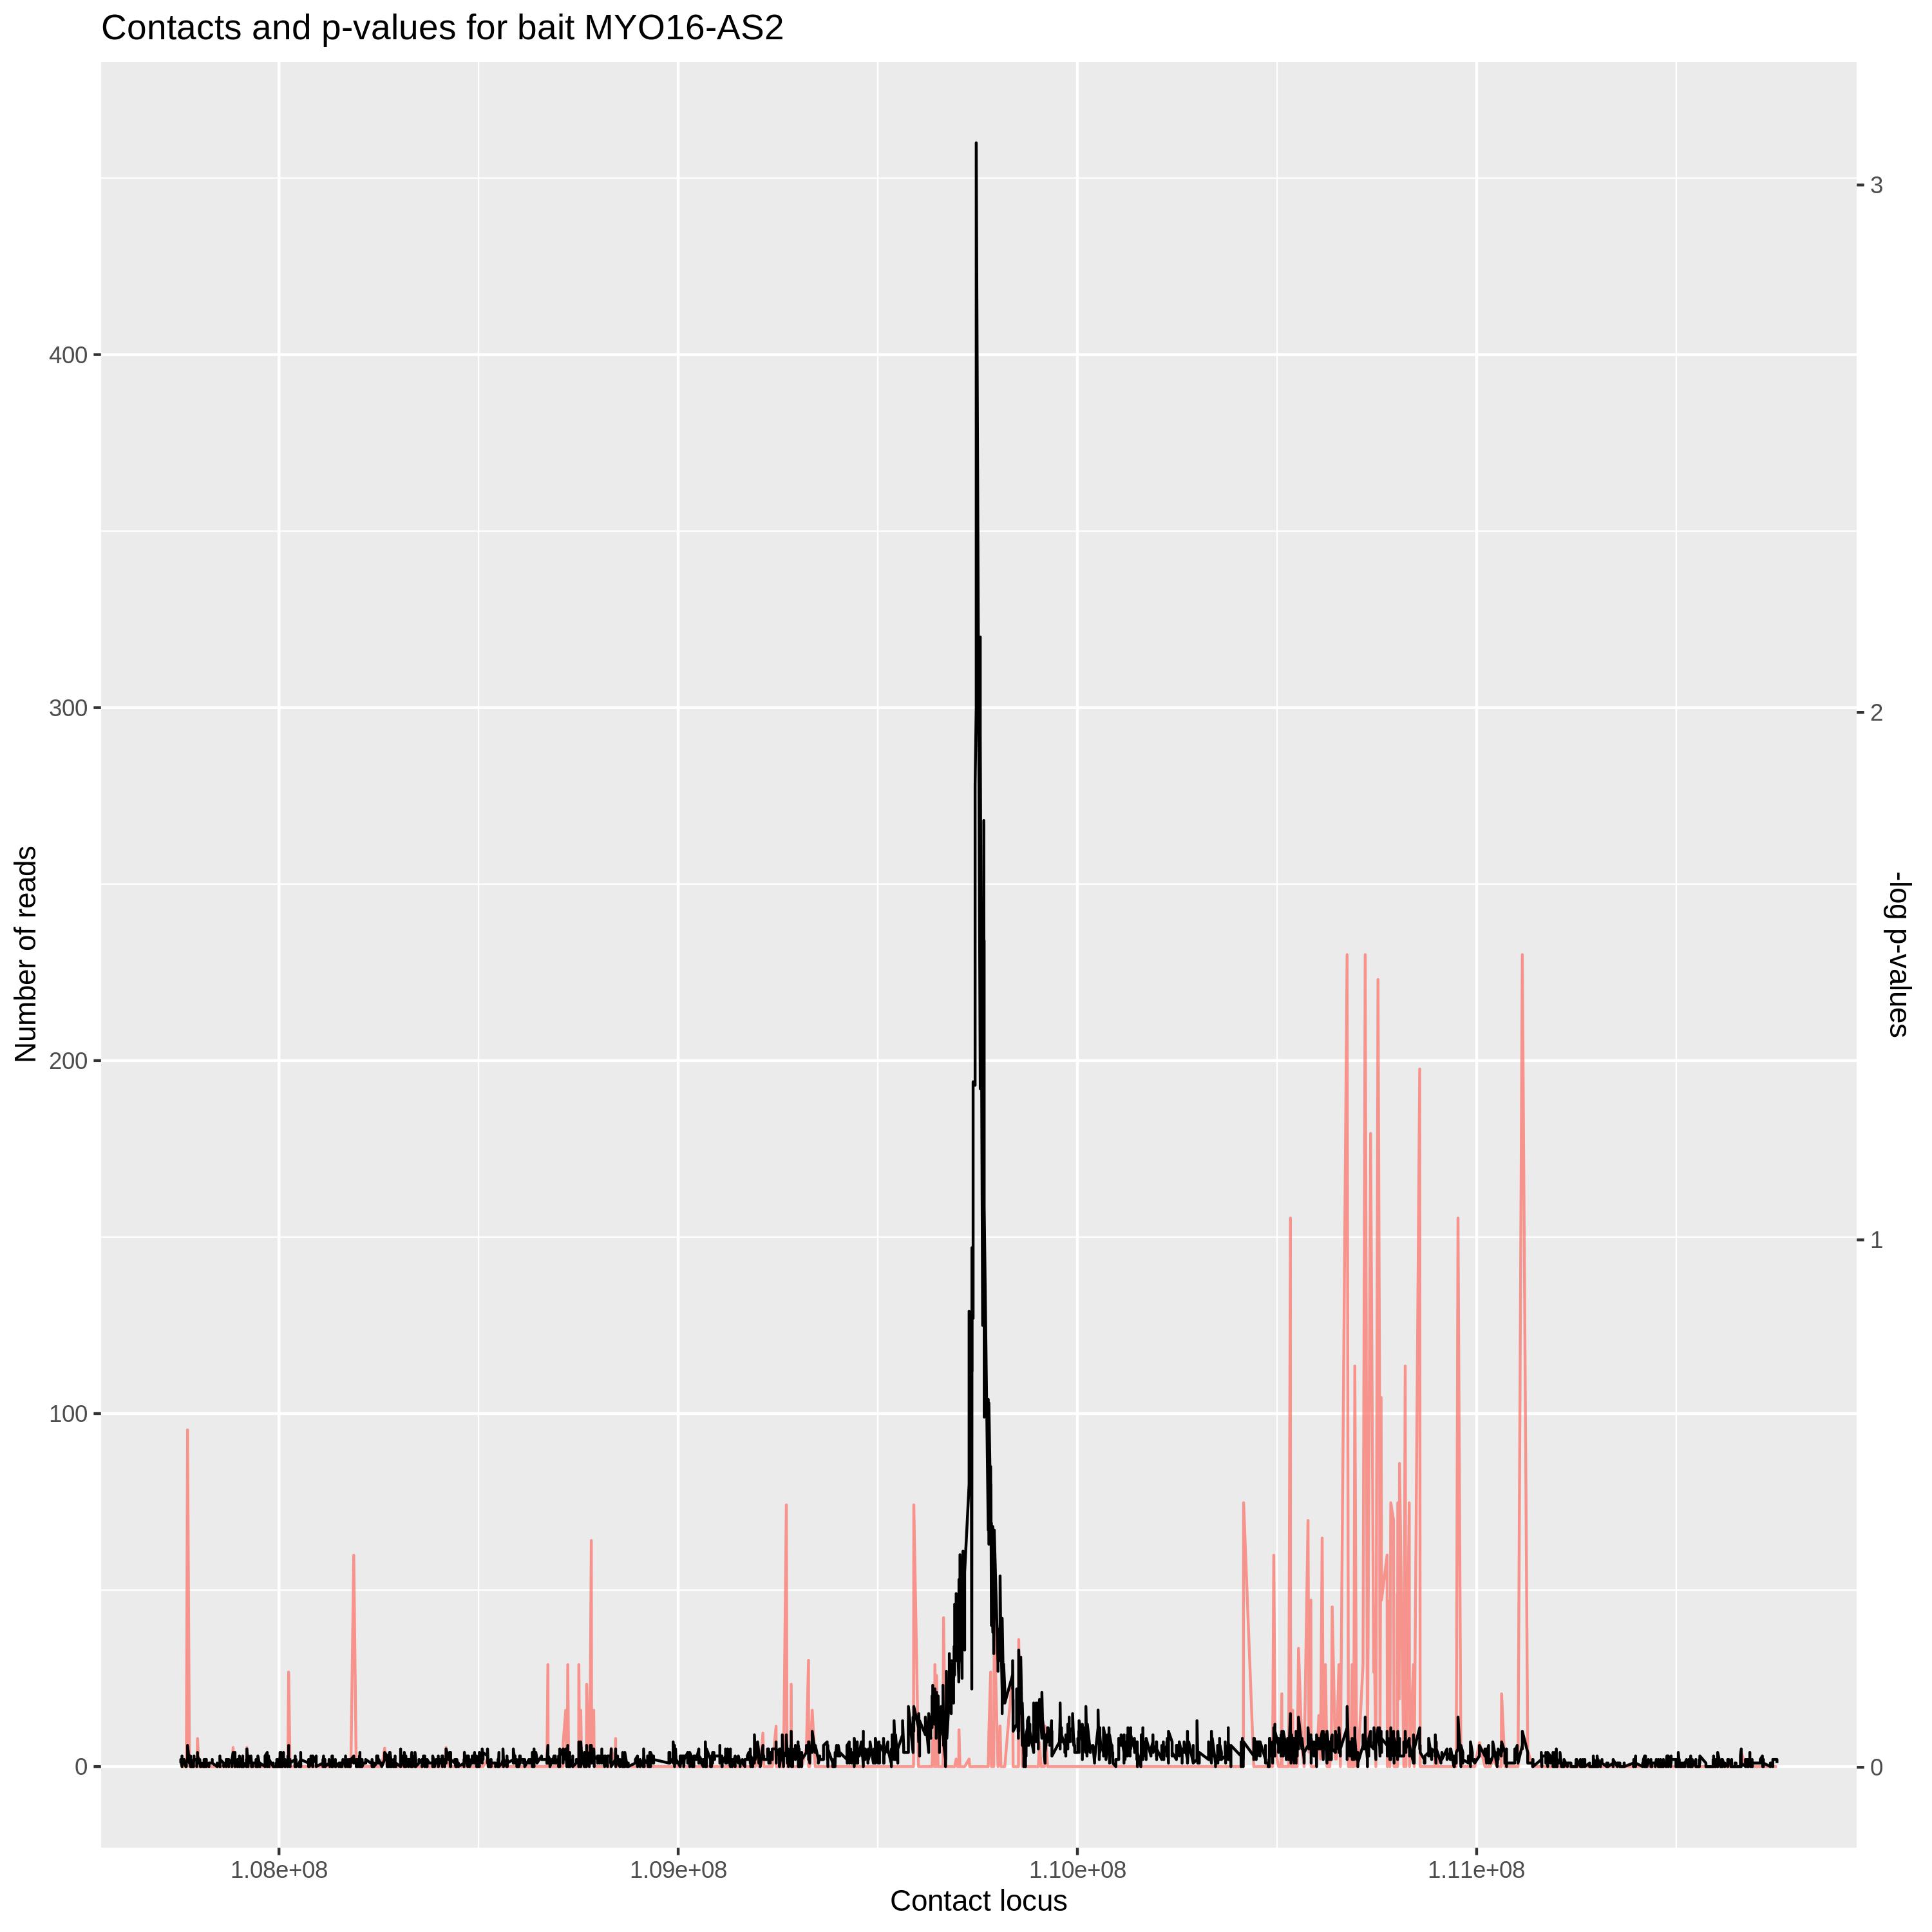 Contacts and p-values for bait MYO16-AS2
Number of reads
400
300
200
100
0
3
2
1
0
-log p-values
1.08e+08 1.09e+08 1.10e+08 1.11e+08
Contact locus